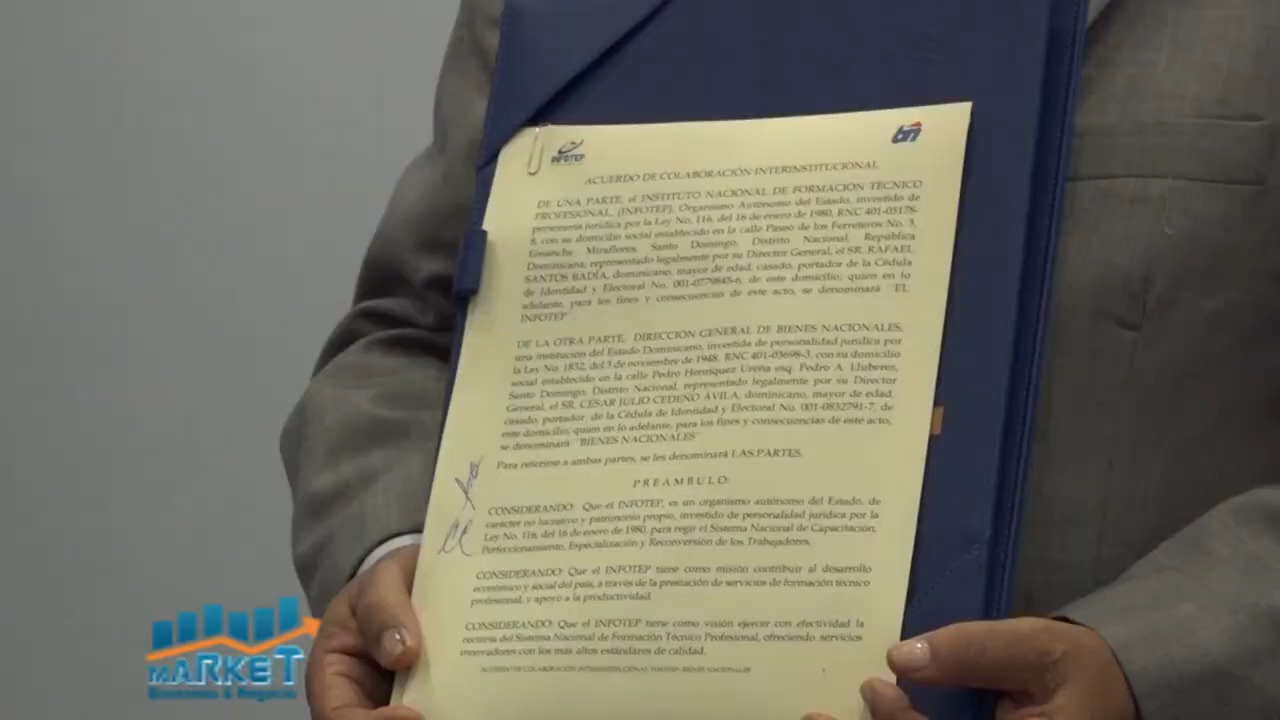 INFOTEP
bn
ACUERDO DE COLABORACIÓN INTERINSTITUCIONAL
DE UNA PARTE, el INSTITUTO NACIONAL DE FORMACIÓN TÉCNICO
PROFESIONAL, (INFOTEP), Organismo Autónomo del Estado, investido de
personería jurídica por la Ley No. 116, del 16 de enero de 1980, RNC 401-05178-
8, con su domicilio social establecido en la calle Paseo de los Ferreteros No. 3,
Ensanche Miraflores, Santo Domingo, Distrito Nacional, República
Dominicana; representado legalmente por su Director General, el SR. RAFAEL
SANTOS BADÍA, dominicano, mayor de edad, casado, portador de la Cédula
de Identidad y Electoral No. 001-0779843-6, de este domicilio; quien en lo
adelante, para los fines y consecuencias de este acto, se denominará "EL
INFOTEP"
DE LA OTRA PARTE, DIRECCIÓN GENERAL DE BIENES NACIONALES,
una institución del Estado Dominicano, investida de personalidad jurídica por
la Ley No. 1832, del 3 de noviembre de 1948, RNC 401-03698-3, con su domicilio
social establecido en la calle Pedro Henríquez Ureña esq. Pedro A. Lluberes,
Santo Domingo, Distrito Nacional, representado legalmente por su Director
General, el SR. CESAR JULIO CEDEÑO ÁVILA, dominicano, mayor de edad,
casado, portador de la Cédula de Identidad y Electoral No. 001-0832791-7, de
este domicilio, quien en lo adelante, para los fines y consecuencias de este acto,
se denominará "BIENES NACIONALES"
Para referirse a ambas partes, se les denominará LAS PARTES.
PREÁMBULO:
CONSIDERANDO: Que el INFOTEP, es un organismo autónomo del Estado, de
carácter no lucrativo y patrimonio propio, investido de personalidad jurídica por la
Ley No. 116, del 16 de enero de 1980, para regir el Sistema Nacional de Capacitación,
Perfeccionamiento, Especialización y Reconversión de los Trabajadores.
CONSIDERANDO: Que el INFOTEP tiene como misión contribuir al desarrollo
económico y social del país, a través de la prestación de servicios de formación técnico
profesional, y apoyo a la productividad.
CONSIDERANDO: Que el INFOTEP tiene como visión ejercer con efectividad la
rectoría del Sistema Nacional de Formación Técnico Profesional, ofreciendo servicios
innovadores con los más altos estándares de calidad.
ACUERDO DE COLABORACIÓN INTERINSTITUCIONAL INFOTEP- BIENES NACIONALES
MARKET
Economía & Negocio